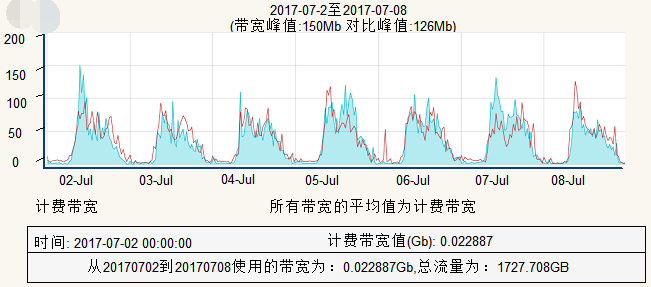 2017-07-2至2017-07-08
(带宽峰值:150Mb 对比峰值:126Mb)
200
150
100
50
0
02-Jul 03-Jul 04-Jul 05-Jul 06-Jul 07-Jul 08-Jul
计费带宽 所有带宽的平均值为计费带宽
时间: 2017-07-02 00:00:00 计费带宽值(Gb): 0.022887
从20170702到20170708使用的带宽为：0.022887Gb,总流量为：1727.708GB